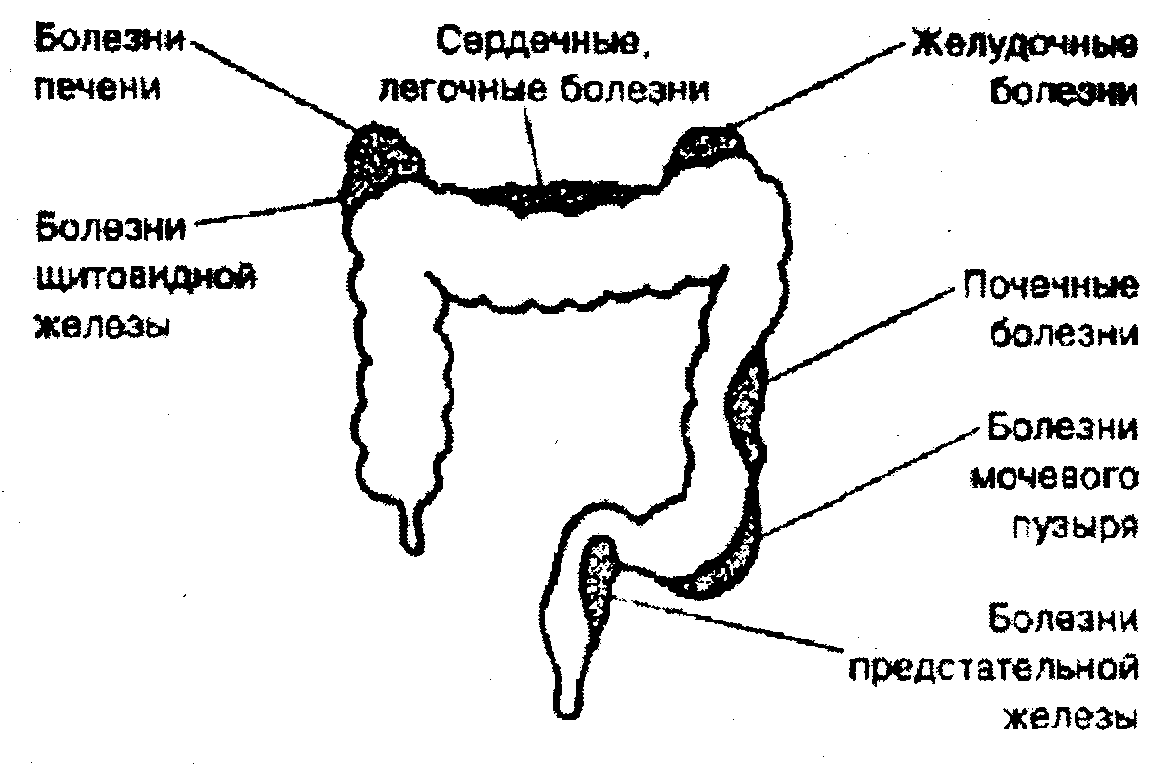 Болезни
печени
Сердечные,
легочные болезни
Желудочные
болезни
Болезни
щитовидной
железы
Почечные
болезни
Болезни
мочевого
пузыря
Болезни
предстательной
железы